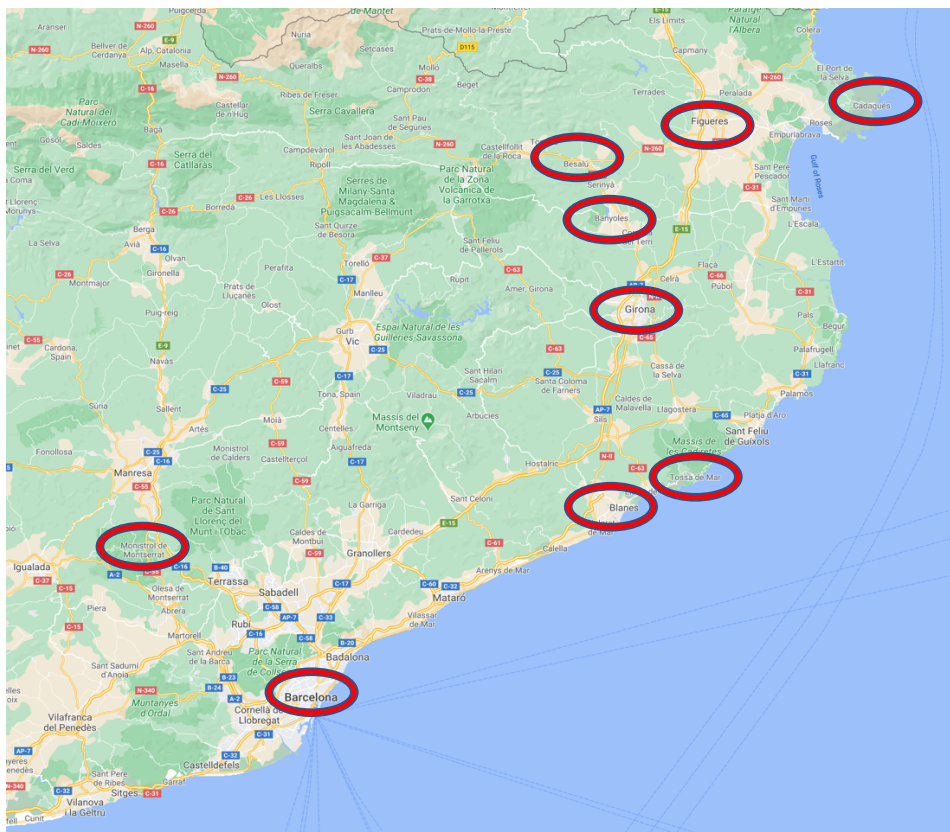 de Mantet
Puigcerda
Prats-de-Mollo-la-Preste
Paratge
Natural
l'Albera
Aránser
N-260
E-9
Núria
E-15
Els Límits
Colera
N-260
Bellver de
Cerdanya
Alp, Catalonia
Masella
Setcases
D115
Capmany
Queralbs
Molló
N-260
El Port de
la Selva
C-16
N-260
C-38
Beget
Terrades
Peralada
N-260
Camprodon
Ribes de Freser
Cadaqués
Parc
Natural del
Cadí-Moixeró
Castellar
de n'Hug
Serra Cavallera
Sant Pau
de Segúries
Figueres
Roses
Empuriabrava
Bagà
Gósol
Saldes
Campdevànol
Sant Joan de
les Abadesses
N-260
Castellfollit
de la Roca
N-260
Serra del
Catllaràs
C-16
Ripoll
Besalú
Gulf of Roses
Serra del Verd
Parc Natural
de la Zona
Volcànica de
la Garrotxa
Serinyà
Sant Pere
Pescador
C-31
Serres de
Milany-Santa
Magdalena &
Puigsacalm-Bellmunt
C-26
Les Llosses
C-26
Borredà
Sant Martí
d'Empúries
Banyoles
L'Escala
Berga
Avià
C-16
Olvan
Sant Quirze
de Besora
E-15
La Selva
Sant Feliu
de Pallerols
C-37
Torelló
Perafita
C-63
Flaçà
C-66
Púbol
L'Estartit
C-26
Montmajor
Gironella
C-17
Manlleu
Rupit
Amer, Girona
Celrà
Prats de
Lluçanès
Olost
C-31
Pals
Puig-reig
Girona
Begur
Espai Natural de les
Guilleries-Savassona
Gurb
Vic
C-65
C-55
Cardona,
Spain
E-9
Navàs
C-25
C-63
Palafrugell
Llafranc
Cassà de
la Selva
Sant Hilari
Sacalm
C-25
Santa Coloma
de Farners
C-31
C-59
C-17
C-25
Tona, Spain
C-25
Viladrau
Palamós
Súria
Sallent
Caldes de
Malavella
AP-7
Sils
Llagostera
C-65
Platja d'Aro
Massís del
Montseny
Arbúcies
Artés
Moià
Centelles
Sant Feliu
de Guíxols
Fonollosa
C-59
Monistrol
de Calders
Castellterçol
Aiguafreda
N-II
Massís de
les Cadiretes
C-25
C-16
C-17
Hostalric
C-63
Manresa
C-55
C-59
Tossa de Mar
Parc Natural
de Sant
Llorenç del
Munt i l'Obac
Sant Celoni
Blanes
La Garriga
E-15
Caldes de
Montbui
Cardedeu
C-61
Calella
Monistrol de
Montserrat
C-59
Granollers
Igualada
A-2
C-16
B-40
Arenys de Mar
C-37
C-15
Terrassa
C-17
C-60
C-32
Olesa de
Montserrat
Sabadell
Mataró
Piera
Abrera
C-58
AP-7
C-33
Vilassar
de Mar
C-15
Rubí
Martorell
C-16
C-58
B-20
Sant Andreu
de la Barca
Parc Natural
de la Serra
de Collserola
Badalona
Sant Sadurní
d'Anoia
B-23
B-24
A-2
N-340
Barcelona
Muntanyes
d'Ordal
Cornellà de
Llobregat
Vilafranca
del Penedès
C-31
AP-7
C-32
Castelldefels
Sant Pere
de Ribes
Garraf
N-340
C-32
Sitges
C-31
Vilanova
i la Geltrú
Cunit